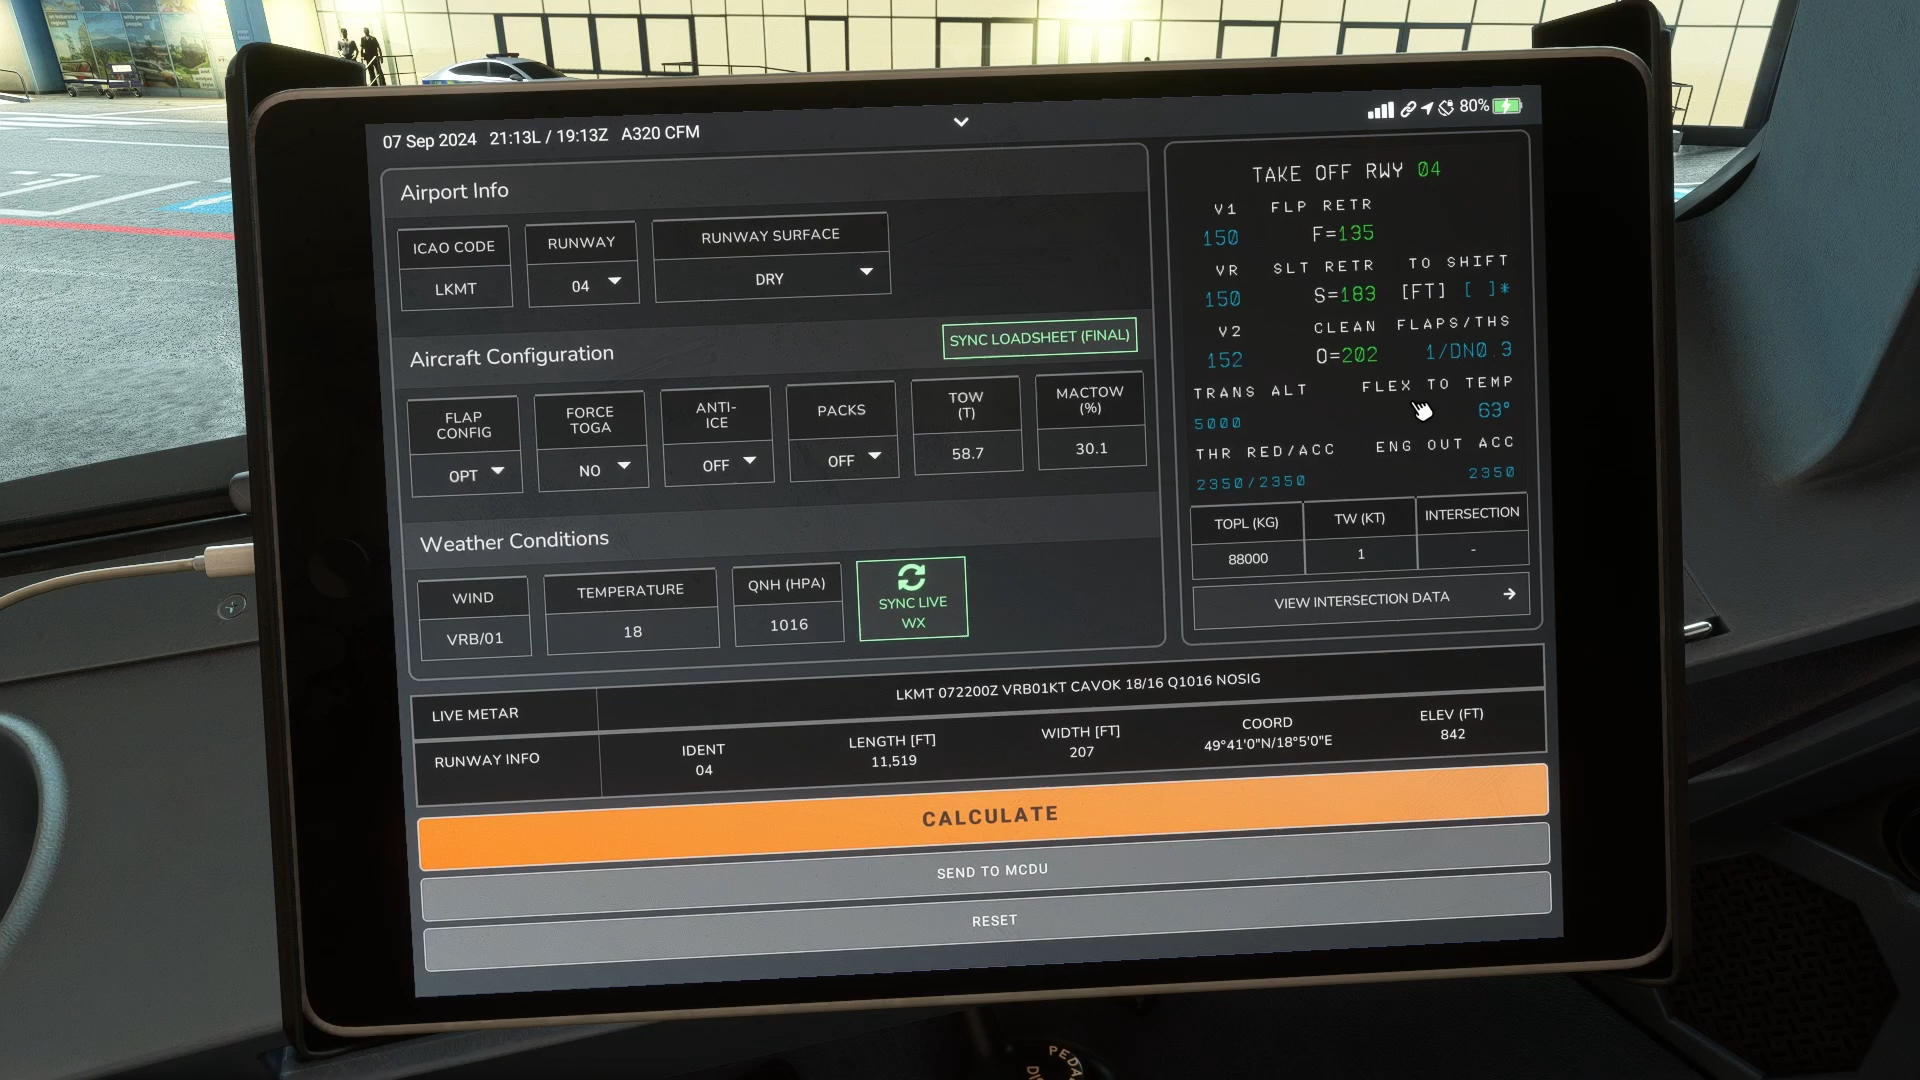 07 Sep 2024 21:13L / 19:13Z A320 CFM 80%
Airport Info
ICAO CODE
LKMT
RUNWAY
04
RUNWAY SURFACE
DRY
Aircraft Configuration
SYNC LOADSHEET (FINAL)
FLAP
CONFIG
OPT
FORCE
TOGA
NO
ANTI-
ICE
OFF
PACKS
OFF
TOW
(T)
58.7
MACTOW
(%)
30.1
Weather Conditions
WIND
VRB/01
TEMPERATURE
18
QNH (HPA)
1016
SYNC LIVE
WX
TAKE OFF RWY 04
V1 FLP RETR
150 F=135
VR SLT RETR TO SHIFT
150 S=183 [FT] [ ]*
V2 CLEAN FLAPS/THS
152 O=202 1/DN0.3
TRANS ALT FLEX TO TEMP
5000 63°
THR RED/ACC ENG OUT ACC
2350/2350 2350
TOPL (KG) TW (KT) INTERSECTION
88000 1 -
VIEW INTERSECTION DATA →
LIVE METAR LKMT 072200Z VRB01KT CAVOK 18/16 Q1016 NOSIG
RUNWAY INFO
IDENT
04
LENGTH [FT]
11,519
WIDTH [FT]
207
COORD
49°41'0"N/18°5'0"E
ELEV (FT)
842
CALCULATE
SEND TO MCDU
RESET